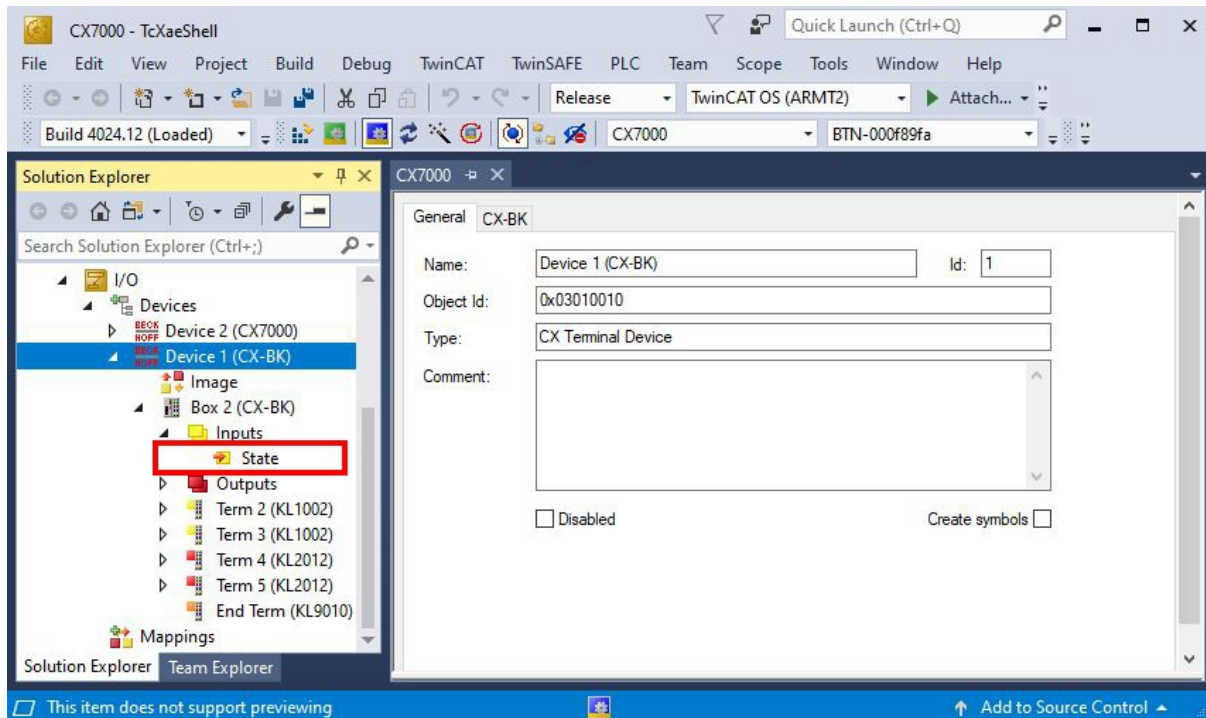 CX7000 - TcXaeShell
Quick Launch (Ctrl+Q)
File Edit View Project Build Debug TwinCAT TwinSAFE PLC Team Scope Tools Window Help
Release TwinCAT OS (ARMT2) Attach...
Build 4024.12 (Loaded) CX7000 BTN-000f89fa
Solution Explorer
Search Solution Explorer (Ctrl+;)
I/O
Devices
BECKHOFF Device 2 (CX7000)
BECKHOFF Device 1 (CX-BK)
Image
Box 2 (CX-BK)
Inputs
State
Outputs
Term 2 (KL1002)
Term 3 (KL1002)
Term 4 (KL2012)
Term 5 (KL2012)
End Term (KL9010)
Mappings
Solution Explorer Team Explorer
CX7000
General CX-BK
Name: Device 1 (CX-BK) Id: 1
Object Id: 0x03010010
Type: CX Terminal Device
Comment:
Disabled Create symbols
This item does not support previewing Add to Source Control